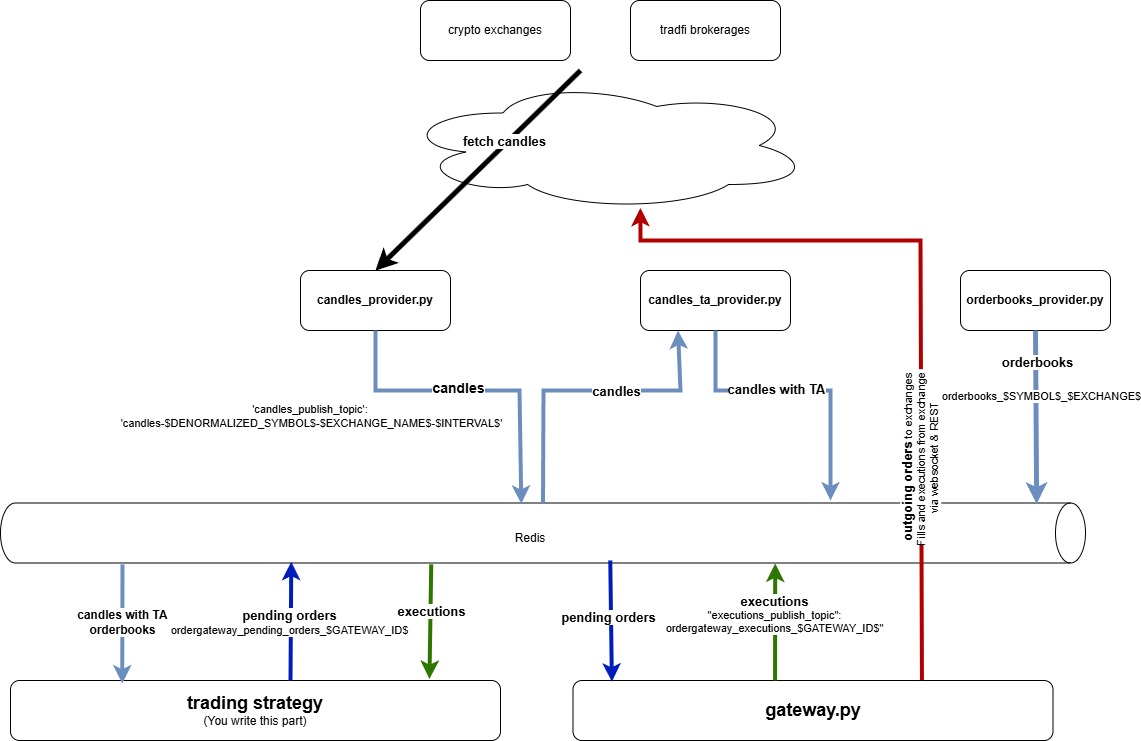 crypto exchanges
tradfi brokerages
fetch candles
candles_provider.py
candles_ta_provider.py
orderbooks_provider.py
orderbooks
candles
candles
candles with TA
orderbooks_$SYMBOL$_$EXCHANGE$
'candles_publish_topic':
'candles-$DENORMALIZED_SYMBOL$-$EXCHANGE_NAME$-$INTERVAL$'
outgoing orders to exchanges
Fills and executions from exchange
via websocket & REST
Redis
candles with TA
orderbooks
pending orders
ordergateway_pending_orders_$GATEWAY_ID$
executions
pending orders
executions
"executions_publish_topic":
ordergateway_executions_$GATEWAY_ID$"
trading strategy
(You write this part)
gateway.py